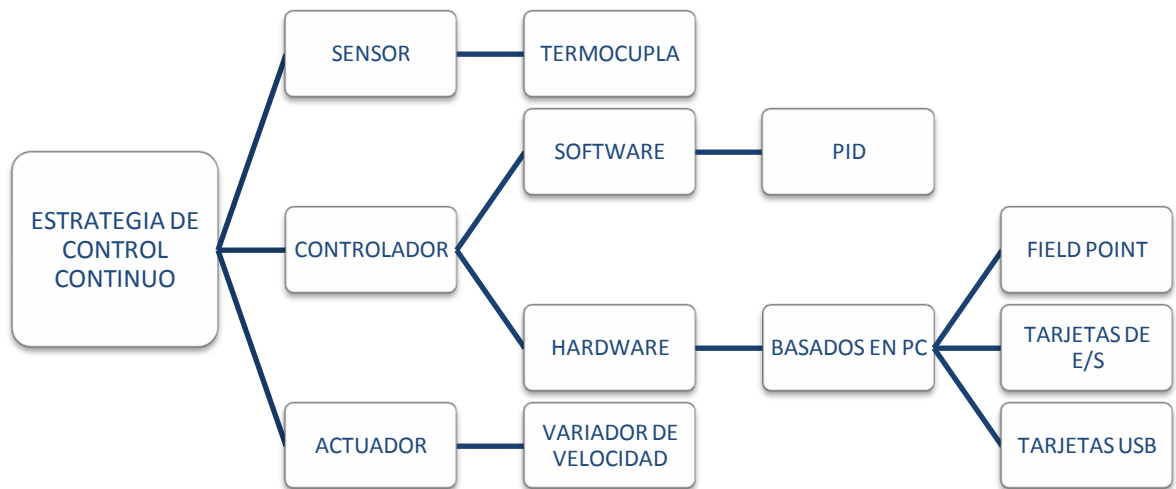 ESTRATEGIA DE
CONTROL
CONTINUO
SENSOR
TERMOCUPLA
CONTROLADOR
SOFTWARE
PID
HARDWARE
BASADOS EN PC
FIELD POINT
TARJETAS DE
E/S
TARJETAS USB
ACTUADOR
VARIADOR DE
VELOCIDAD